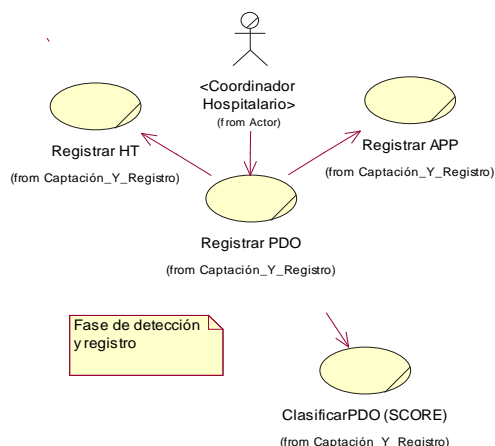 <Coordinador
Hospitalario>
(from Actor)
Registrar HT
(from Captación_Y_Registro)
Registrar APP
(from Captación_Y_Registro)
Registrar PDO
(from Captación_Y_Registro)
Fase de detección
y registro
ClasificarPDO (SCORE)
(from Captación_Y_Registro)